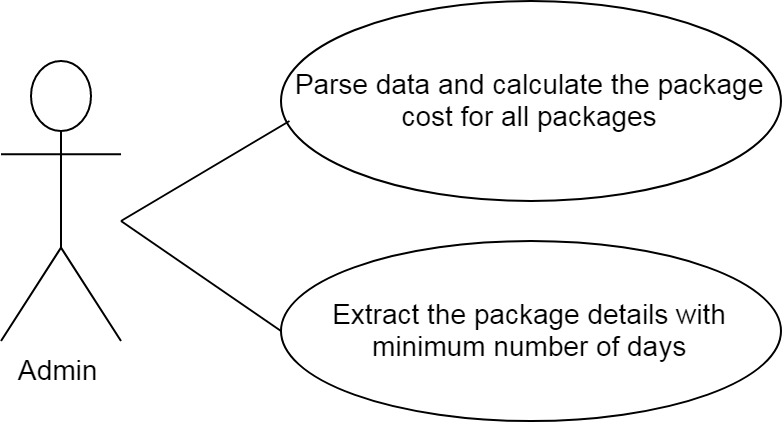 Parse data and calculate the package
cost for all packages
Extract the package details with
minimum number of days
Admin